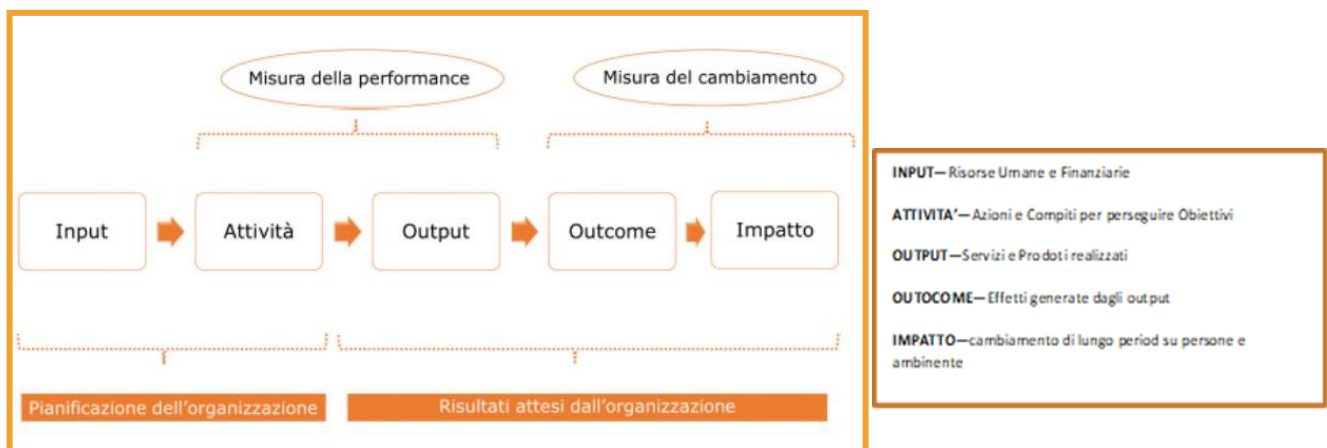 Misura della performance
Misura del cambiamento
Input
Attività
Output
Outcome
Impatto
Pianificazione dell'organizzazione
Risultati attesi dall'organizzazione
INPUT—Risorse Umane e Finanziarie
ATTIVITA'—Azioni e Compiti per perseguire Obiettivi
OUTPUT—Servizi e Prodoti realizzati
OUTOCOME—Effetti generate dagli output
IMPATTO—cambiamento di lungo period su persone e
ambinente